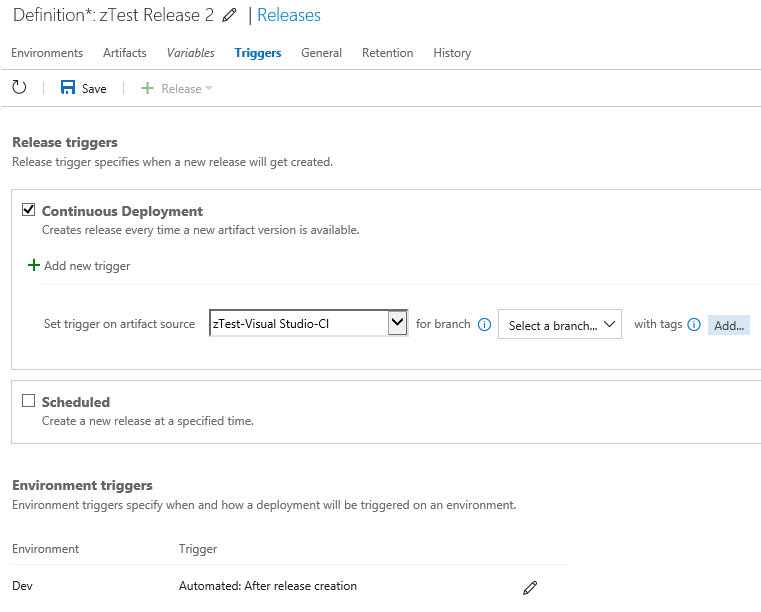 Definition*: zTest Release 2 | Releases
Environments Artifacts Variables Triggers General Retention History
Save Release
Release triggers
Release trigger specifies when a new release will get created.
Continuous Deployment
Creates release every time a new artifact version is available.
Add new trigger
Set trigger on artifact source zTest-Visual Studio-CI for branch Select a branch... with tags Add...
Scheduled
Create a new release at a specified time.
Environment triggers
Environment triggers specify when and how a deployment will be triggered on an environment.
Environment Trigger
Dev Automated: After release creation